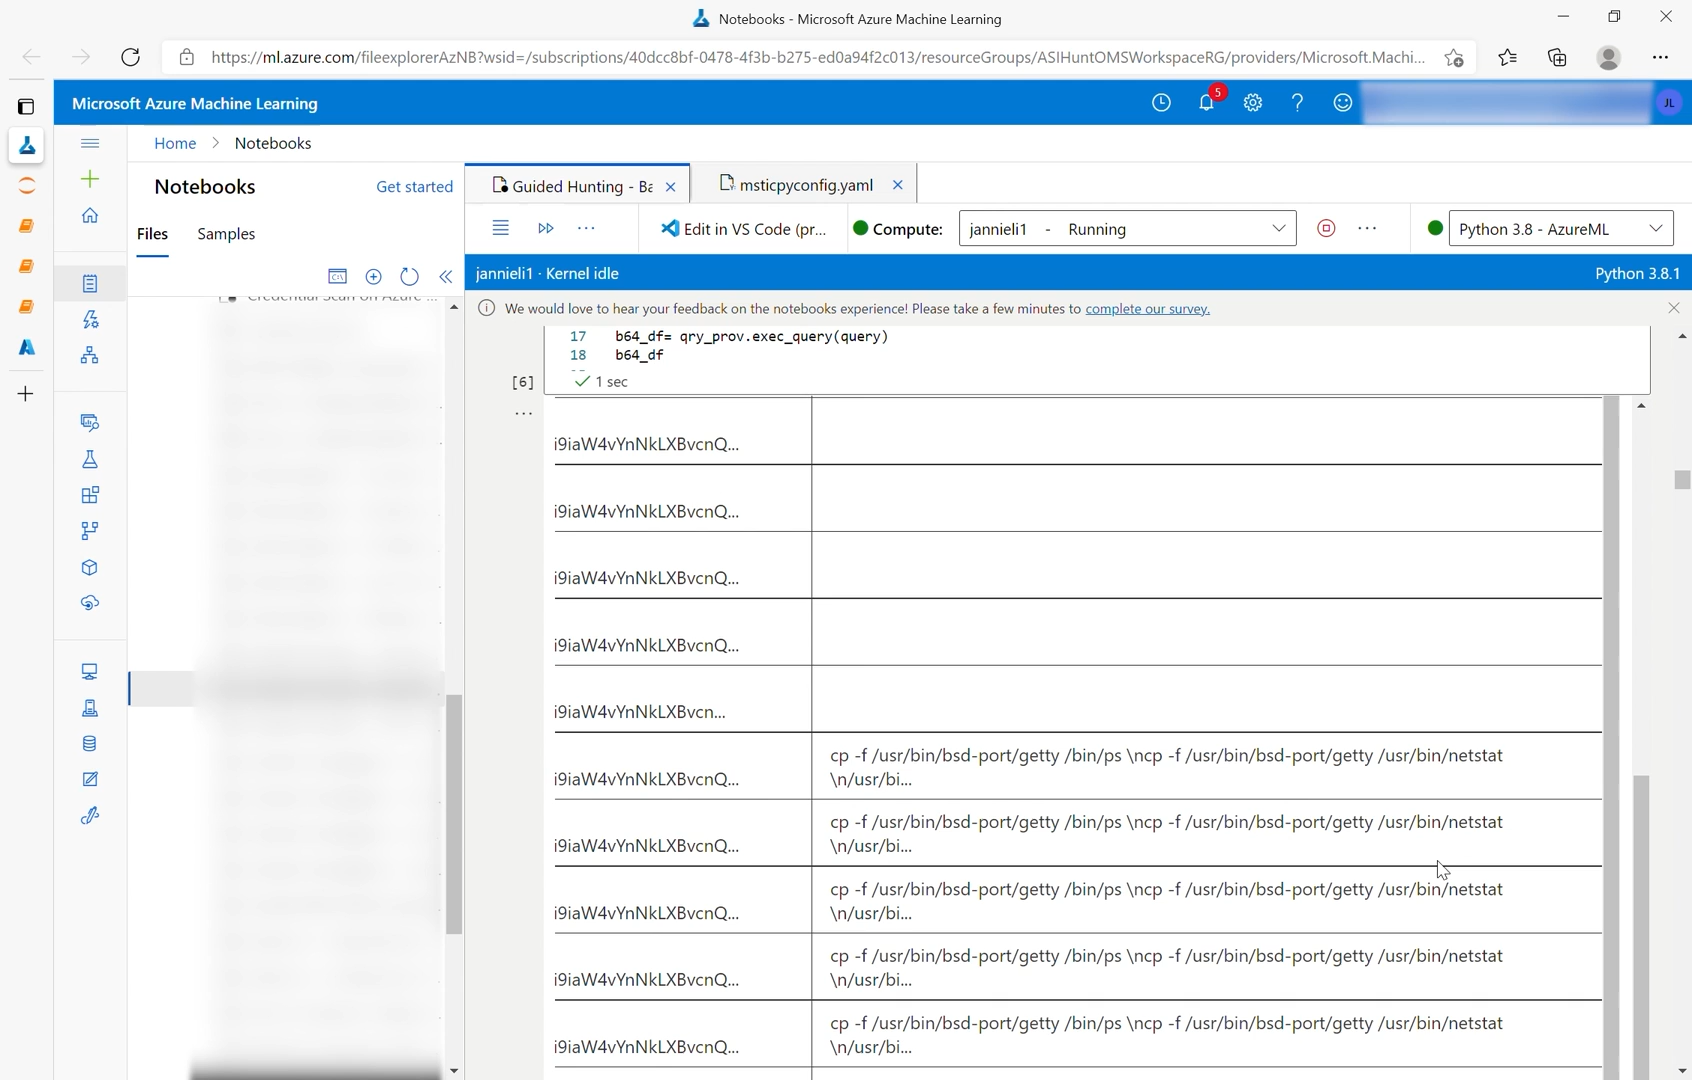 Notebooks - Microsoft Azure Machine Learning
https://ml.azure.com/fileexplorerAzNB?wsid=/subscriptions/40dcc8bf-0478-4f3b-b275-ed0a94f2c013/resourceGroups/ASIHuntOMSWorkspaceRG/providers/Microsoft.Machi...
Microsoft Azure Machine Learning
5
JL
Home > Notebooks
Notebooks
Get started
Files
Samples
Credential Scan on Azure ...
Guided Hunting - Ba
msticpyconfig.yaml
Edit in VS Code (pr...
Compute:
jannieli1 - Running
Python 3.8 - AzureML
jannieli1 · Kernel idle
Python 3.8.1
We would love to hear your feedback on the notebooks experience! Please take a few minutes to complete our survey.
17 b64_df= qry_prov.exec_query(query)
18 b64_df
[6]
1 sec
...
i9iaW4vYnNkLXBvcnQ...
i9iaW4vYnNkLXBvcnQ...
i9iaW4vYnNkLXBvcnQ...
i9iaW4vYnNkLXBvcnQ...
i9iaW4vYnNkLXBvcn...
cp -f /usr/bin/bsd-port/getty /bin/ps \ncp -f /usr/bin/bsd-port/getty /usr/bin/netstat
i9iaW4vYnNkLXBvcnQ... \n/usr/bi...
cp -f /usr/bin/bsd-port/getty /bin/ps \ncp -f /usr/bin/bsd-port/getty /usr/bin/netstat
i9iaW4vYnNkLXBvcnQ... \n/usr/bi...
cp -f /usr/bin/bsd-port/getty /bin/ps \ncp -f /usr/bin/bsd-port/getty /usr/bin/netstat
i9iaW4vYnNkLXBvcnQ... \n/usr/bi...
cp -f /usr/bin/bsd-port/getty /bin/ps \ncp -f /usr/bin/bsd-port/getty /usr/bin/netstat
i9iaW4vYnNkLXBvcnQ... \n/usr/bi...
cp -f /usr/bin/bsd-port/getty /bin/ps \ncp -f /usr/bin/bsd-port/getty /usr/bin/netstat
i9iaW4vYnNkLXBvcnQ... \n/usr/bi...